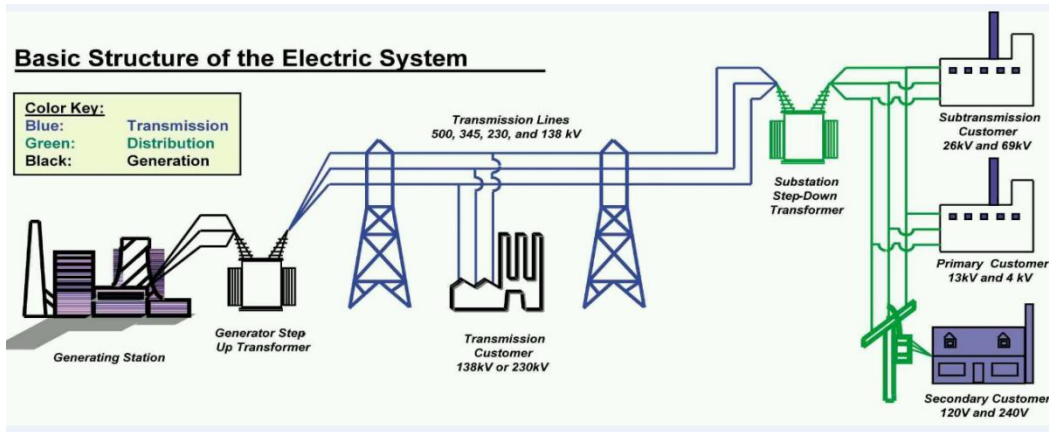 Basic Structure of the Electric System
Color Key:
Blue: Transmission
Green: Distribution
Black: Generation
Transmission Lines
500, 345, 230, and 138 kV
Substation
Step-Down
Transformer
Subtransmission
Customer
26kV and 69kV
Primary Customer
13kV and 4 kV
Generating Station
Generator Step
Up Transformer
Transmission
Customer
138kV or 230kV
Secondary Customer
120V and 240V